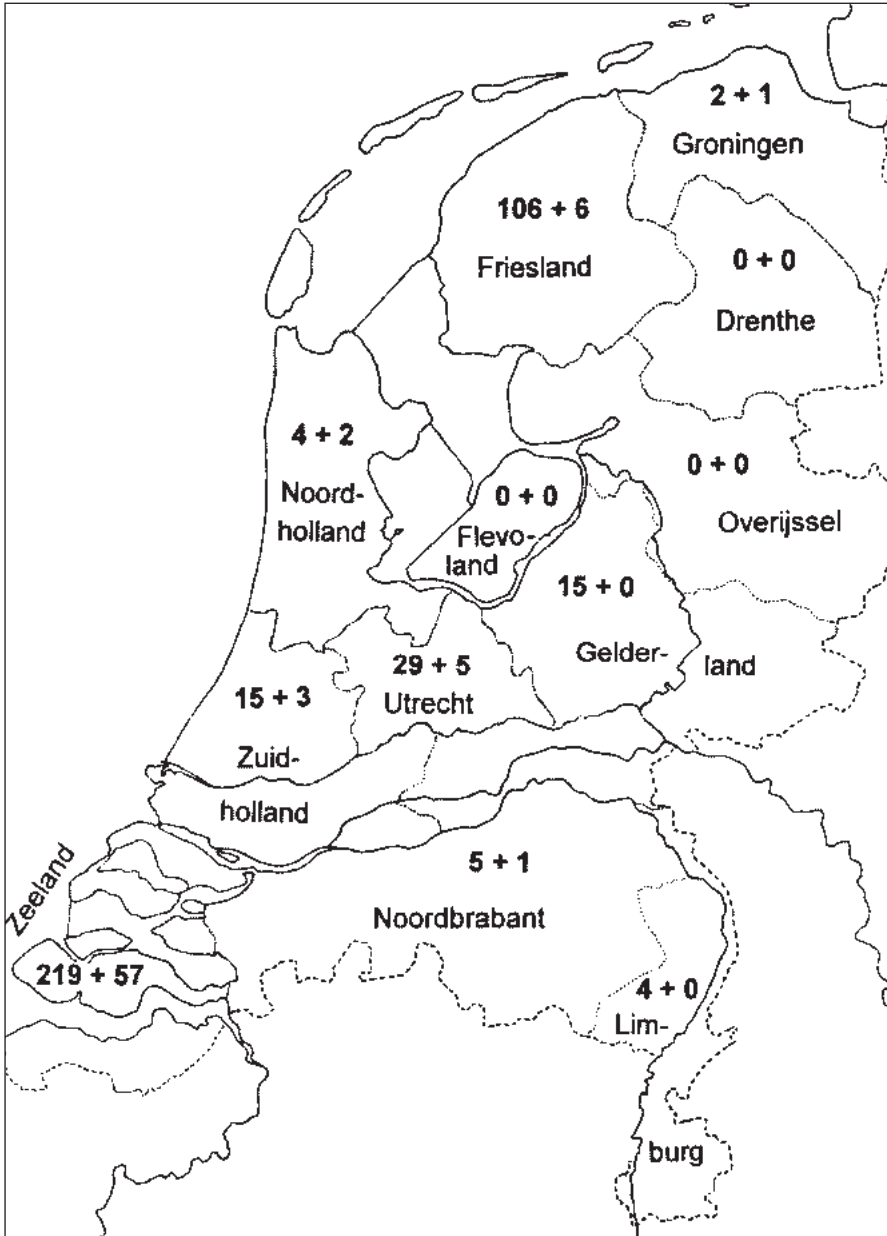 2 + 1
Groningen
106 + 6
Friesland
0 + 0
Drenthe
4 + 2
Noord-
holland
0 + 0
Flevo-
land
0 + 0
Overijssel
15 + 0
Gelder-
land
29 + 5
Utrecht
15 + 3
Zuid-
holland
Zeeland
219 + 57
5 + 1
Noordbrabant
4 + 0
Lim-
burg